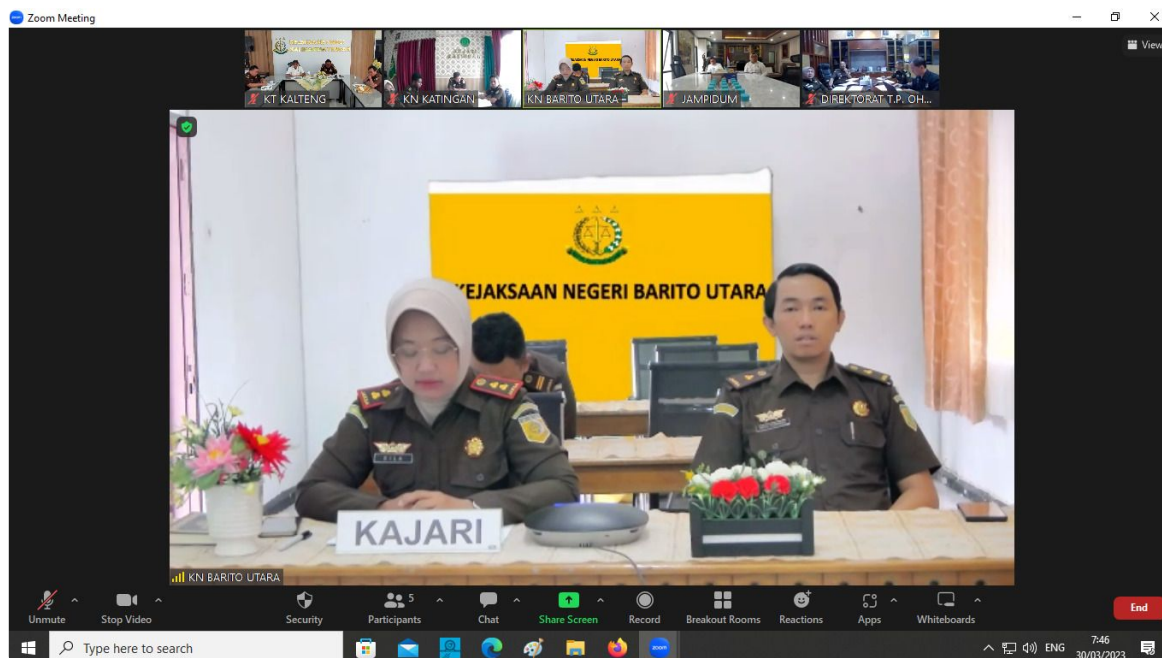 Zoom Meeting
View
KT KALTENG
KN KATINGAN
KN BARITO UTARA
JAMPIDUM
DIREKTORAT T.P. OH...
KEJAKSAAN NEGERI BARITO UTARA
KAJARI
KN BARITO UTARA
Unmute
Stop Video
Security
5
Participants
Chat
Share Screen
Record
Breakout Rooms
Reactions
Apps
Whiteboards
End
Type here to search
zoom
ENG
7:46
30/03/2023